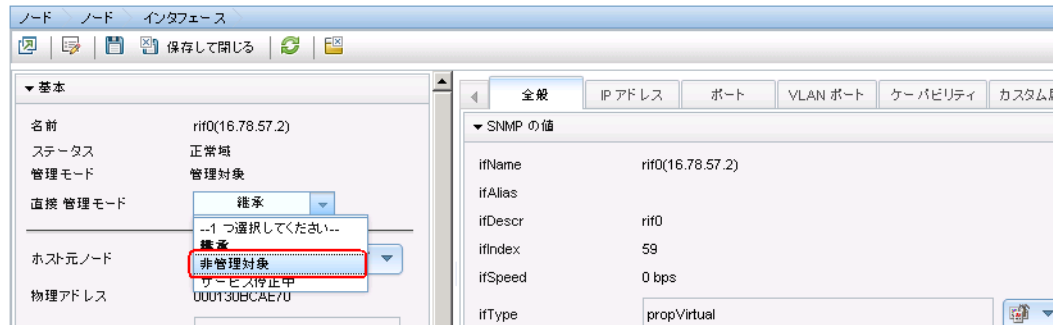 ノード ノード インタフェース
保存して閉じる
▼基本
名前 rif0(16.78.57.2)
ステータス 正常域
管理モード 管理対象
直接 管理モード 継承
--1 つ選択してください--
継承
非管理対象
サービス停止中
ホスト元ノード
物理アドレス 000130BCAE70
全般 IP アドレス ポート VLAN ポート ケーパビリティ カスタム
▼SNMP の値
ifName rif0(16.78.57.2)
ifAlias
ifDescr rif0
ifIndex 59
ifSpeed 0 bps
ifType propVirtual